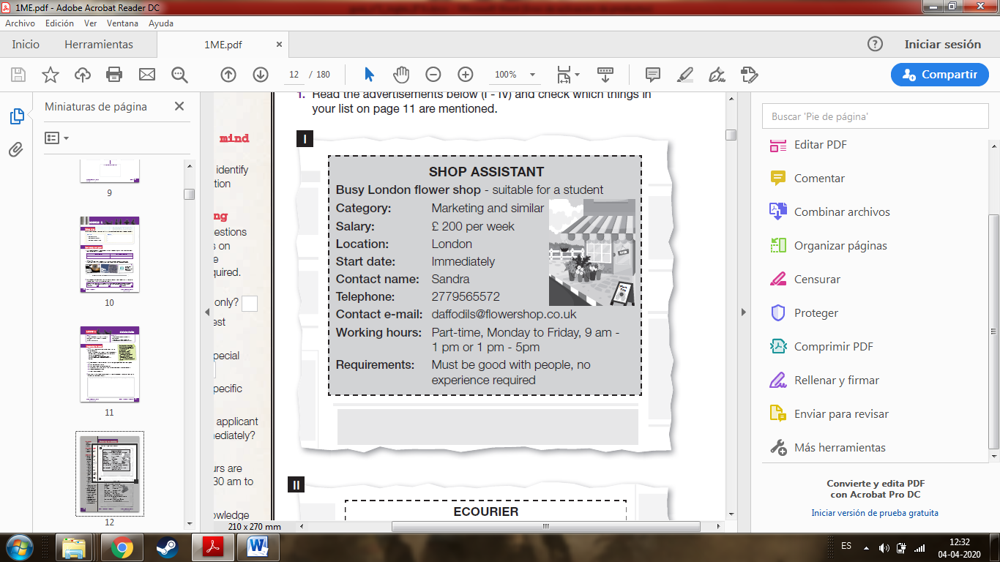 1ME.pdf - Adobe Acrobat Reader DC
Archivo Edición Ver Ventana Ayuda
Inicio Herramientas 1ME.pdf × Iniciar sesión
12 / 180 100% Compartir
Miniaturas de página
9
10
11
12
mind
identify
tion
ng
uestions
s on
e
quired.
only?
est
pecial
pecific
applicant
nediately?
urs are
30 am to
owledge
1. Read the advertisements below (I - IV) and check which things in
your list on page 11 are mentioned.
I
SHOP ASSISTANT
Busy London flower shop - suitable for a student
Category: Marketing and similar
Salary: £ 200 per week
Location: London
Start date: Immediately
Contact name: Sandra
Telephone: 2779565572
Contact e-mail: daffodils@flowershop.co.uk
Working hours: Part-time, Monday to Friday, 9 am -
1 pm or 1 pm - 5pm
Requirements: Must be good with people, no
experience required
II
ECOURIER
210 x 270 mm
Buscar 'Pie de página'
Editar PDF
Comentar
Combinar archivos
Organizar páginas
Censurar
Proteger
Comprimir PDF
Rellenar y firmar
Enviar para revisar
Más herramientas
Convierte y edita PDF
con Acrobat Pro DC
Iniciar versión de prueba gratuita
ES 12:32
04-04-2020